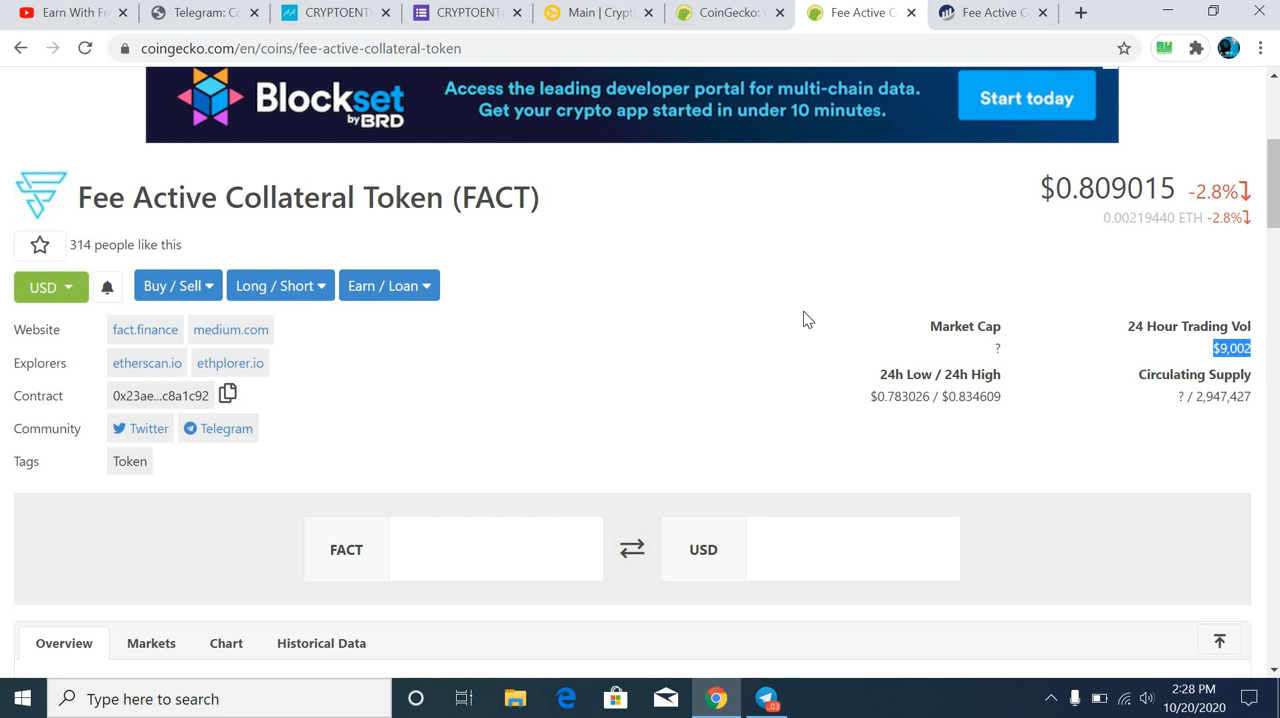 Earn With Fr
Telegram: Co
CRYPTOENTU
CRYPTOENTU
Main | Crypt
CoinGecko:
Fee Active C
Fee Active C
coingecko.com/en/coins/fee-active-collateral-token
Blockset
by BRD
Access the leading developer portal for multi-chain data.
Get your crypto app started in under 10 minutes.
Start today
Fee Active Collateral Token (FACT)
$0.809015 -2.8%
0.00219440 ETH -2.8%
314 people like this
USD
Buy / Sell
Long / Short
Earn / Loan
Website fact.finance medium.com
Explorers etherscan.io ethplorer.io
Contract 0x23ae...c8a1c92
Community Twitter Telegram
Tags Token
Market Cap
?
24 Hour Trading Vol
$9,002
24h Low / 24h High
$0.783026 / $0.834609
Circulating Supply
? / 2,947,427
FACT
USD
Overview Markets Chart Historical Data
Type here to search
.03
2:28 PM
10/20/2020